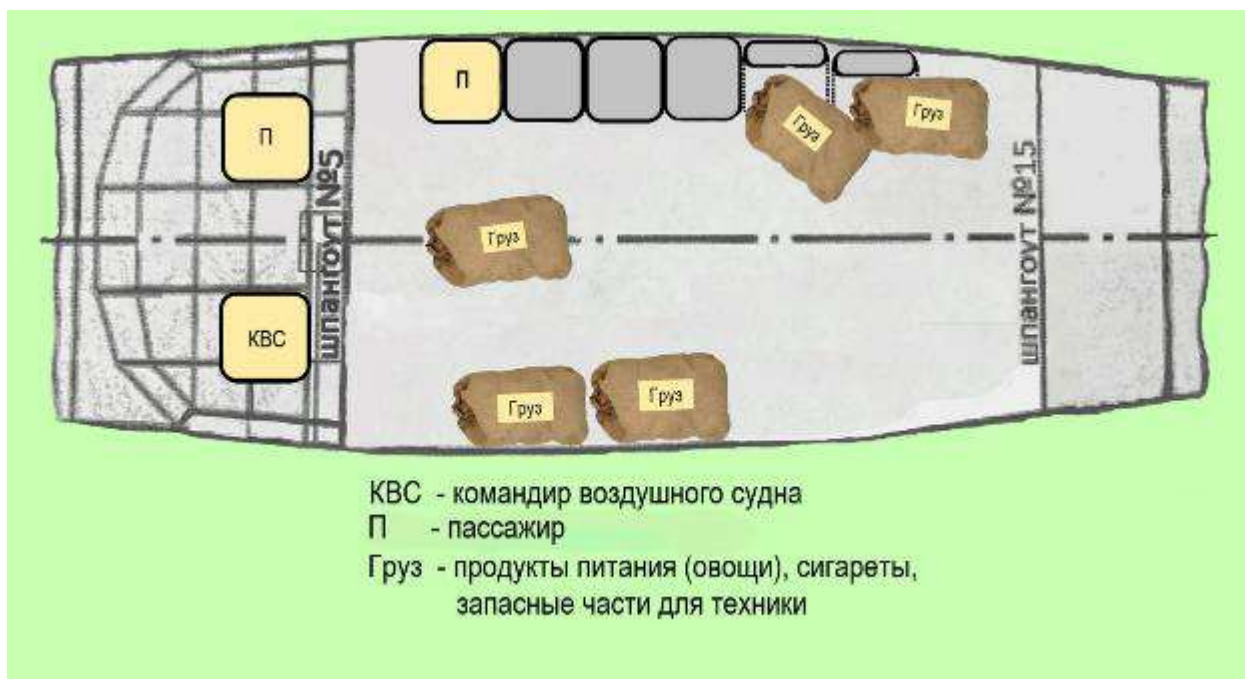 П
П
Груз
Груз
шпангоут №5
шпангоут №15
Груз
КВС
Груз
Груз
КВС - командир воздушного судна
П - пассажир
Груз - продукты питания (овощи), сигареты,
запасные части для техники